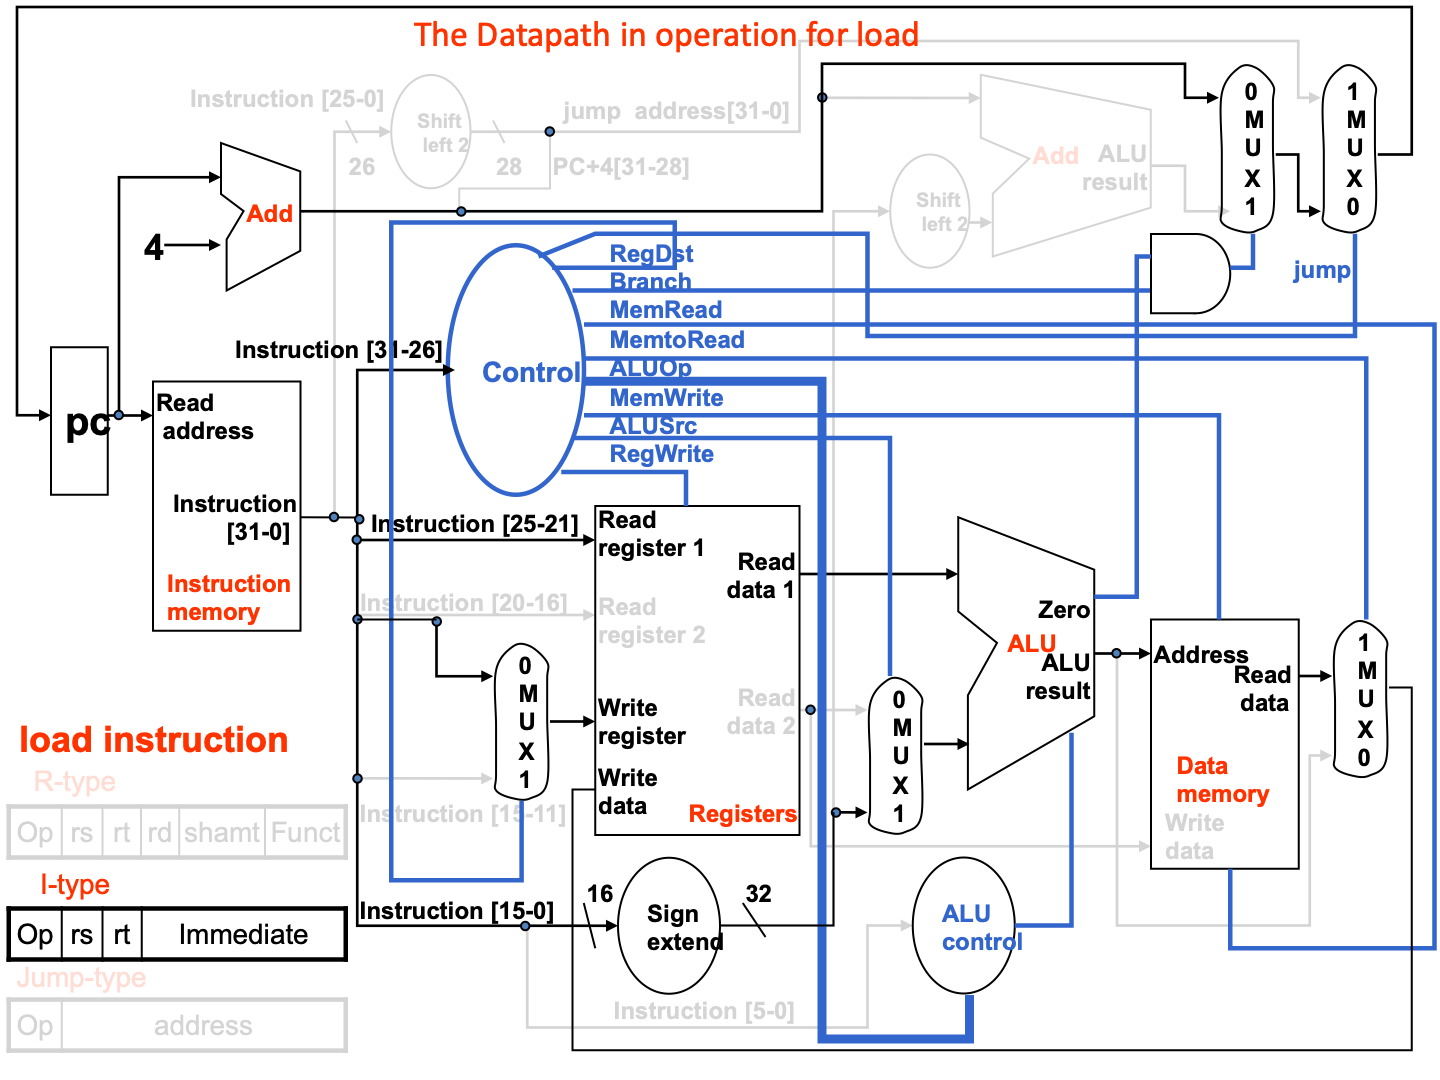 The Datapath in operation for load
Instruction [25-0]
Shift
left 2
jump address[31-0]
26
28
PC+4[31-28]
Add
4
Add
ALU
result
Shift
left 2
0
M
U
X
1
1
M
U
X
0
jump
RegDst
Branch
MemRead
MemtoRead
ALUOp
MemWrite
ALUSrc
RegWrite
Control
Instruction [31-26]
pc
Read
address
Instruction
[31-0]
Instruction
memory
Instruction [25-21]
Instruction [20-16]
Instruction [15-11]
Instruction [15-0]
0
M
U
X
1
Read
register 1
Read
register 2
Write
register
Write
data
Read
data 1
Read
data 2
Registers
0
M
U
X
1
Zero
ALU
ALU
result
Address
Read
data
Data
memory
Write
data
1
M
U
X
0
16
Sign
extend
32
ALU
control
Instruction [5-0]
load instruction
R-type
Op rs rt rd shamt Funct
I-type
Op rs rt Immediate
Jump-type
Op address